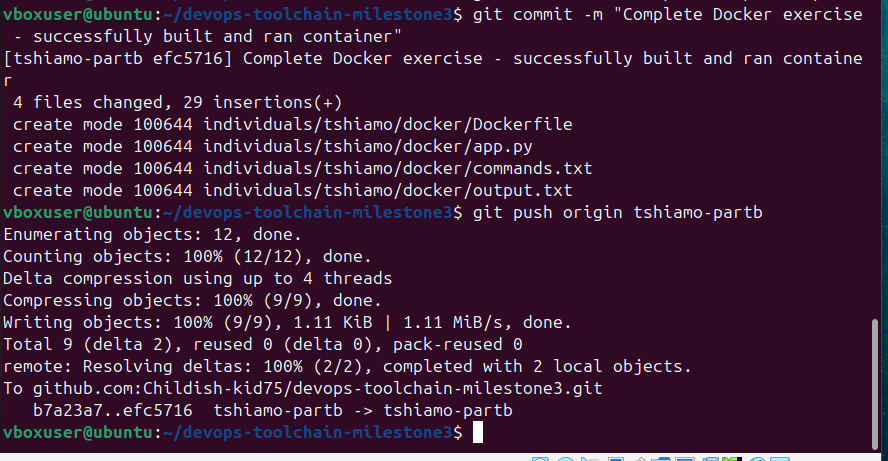 vboxuser@ubuntu:~/devops-toolchain-milestone3$ git commit -m "Complete Docker exercise
 - successfully built and ran container"
[tshiamo-partb efc5716] Complete Docker exercise - successfully built and ran containe
r
 4 files changed, 29 insertions(+)
 create mode 100644 individuals/tshiamo/docker/Dockerfile
 create mode 100644 individuals/tshiamo/docker/app.py
 create mode 100644 individuals/tshiamo/docker/commands.txt
 create mode 100644 individuals/tshiamo/docker/output.txt
vboxuser@ubuntu:~/devops-toolchain-milestone3$ git push origin tshiamo-partb
Enumerating objects: 12, done.
Counting objects: 100% (12/12), done.
Delta compression using up to 4 threads
Compressing objects: 100% (9/9), done.
Writing objects: 100% (9/9), 1.11 KiB | 1.11 MiB/s, done.
Total 9 (delta 2), reused 0 (delta 0), pack-reused 0
remote: Resolving deltas: 100% (2/2), completed with 2 local objects.
To github.com:Childish-kid75/devops-toolchain-milestone3.git
   b7a23a7..efc5716  tshiamo-partb -> tshiamo-partb
vboxuser@ubuntu:~/devops-toolchain-milestone3$